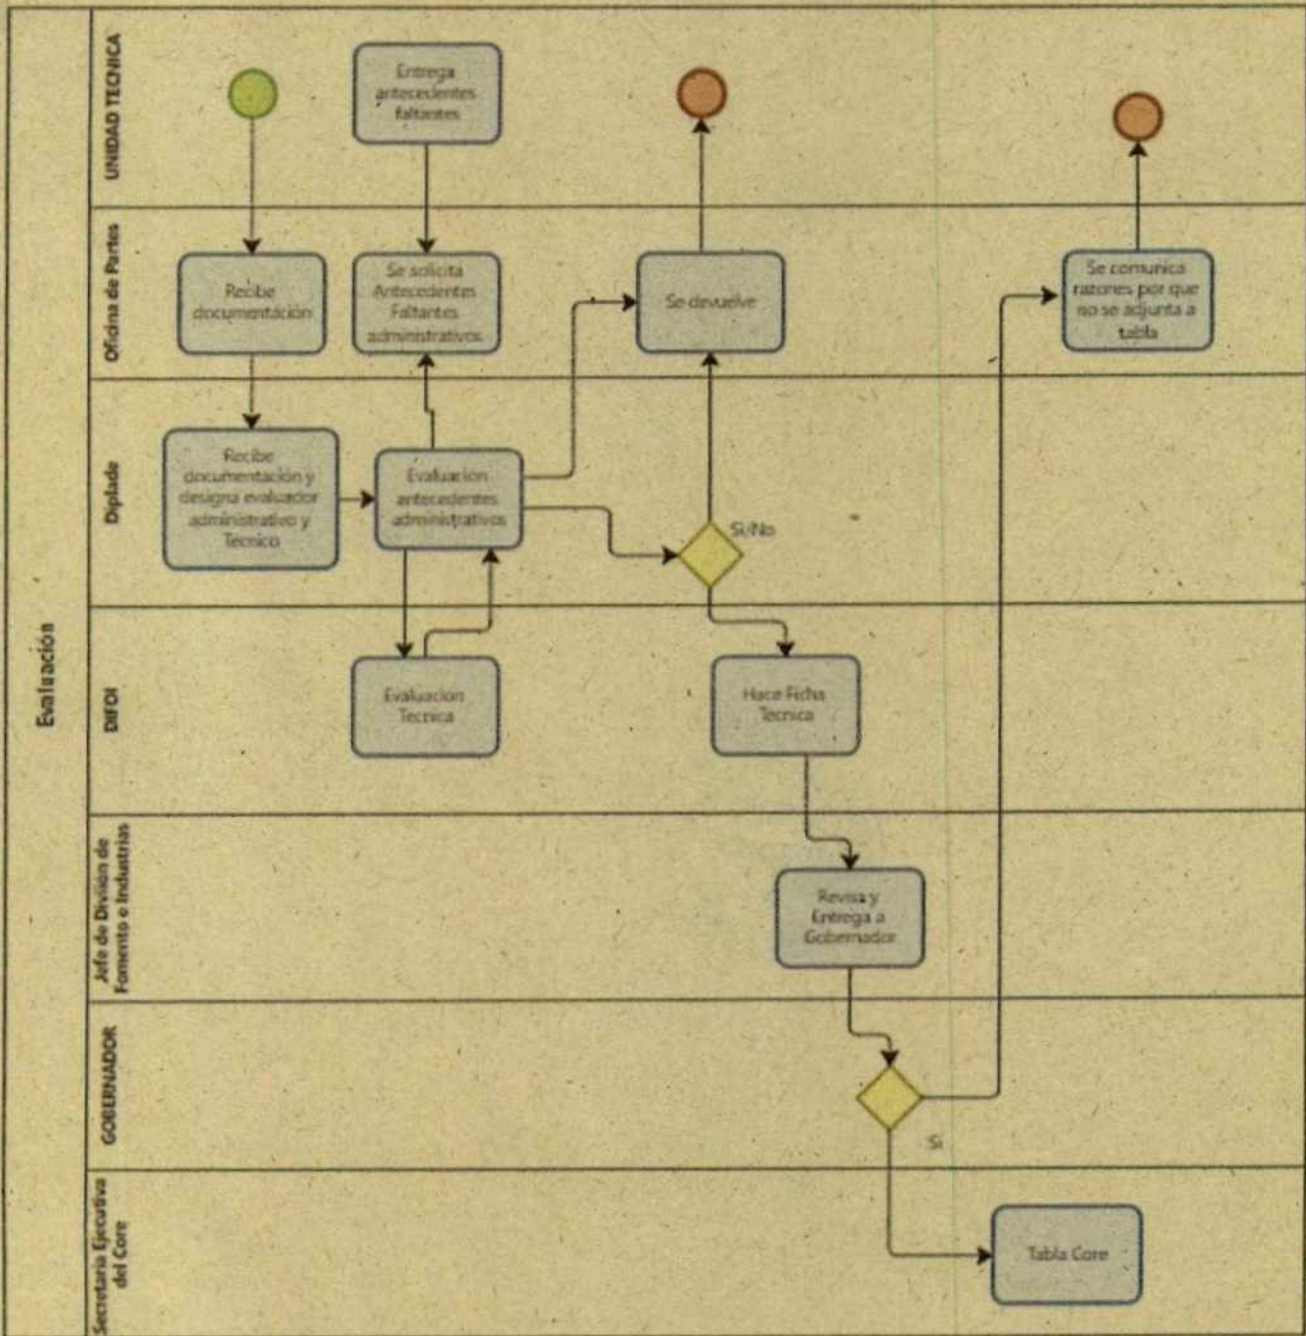 Evaluación
UNIDAD TECNICA
Entrega
antecedentes
faltantes
Oficina de Partes
Recibe
documentación
Se solicita
Antecedentes
Faltantes
administrativos
Se devuelve
Se comunica
razones por que
no se adjunta a
tabla
Diplade
Recibe
documentación y
designa evaluador
administrativo y
Tecnico
Evaluacion
antecedentes
administrativos
Si/No
DIFOI
Evaluacion
Tecnica
Hace Ficha
Tecnica
Jefe de Division de
Fomento e Industrias
Revisa y
Entrega a
Gobernador
GOBERNADOR
Si
Secretaria Ejecutiva
del Core
Tabla Core